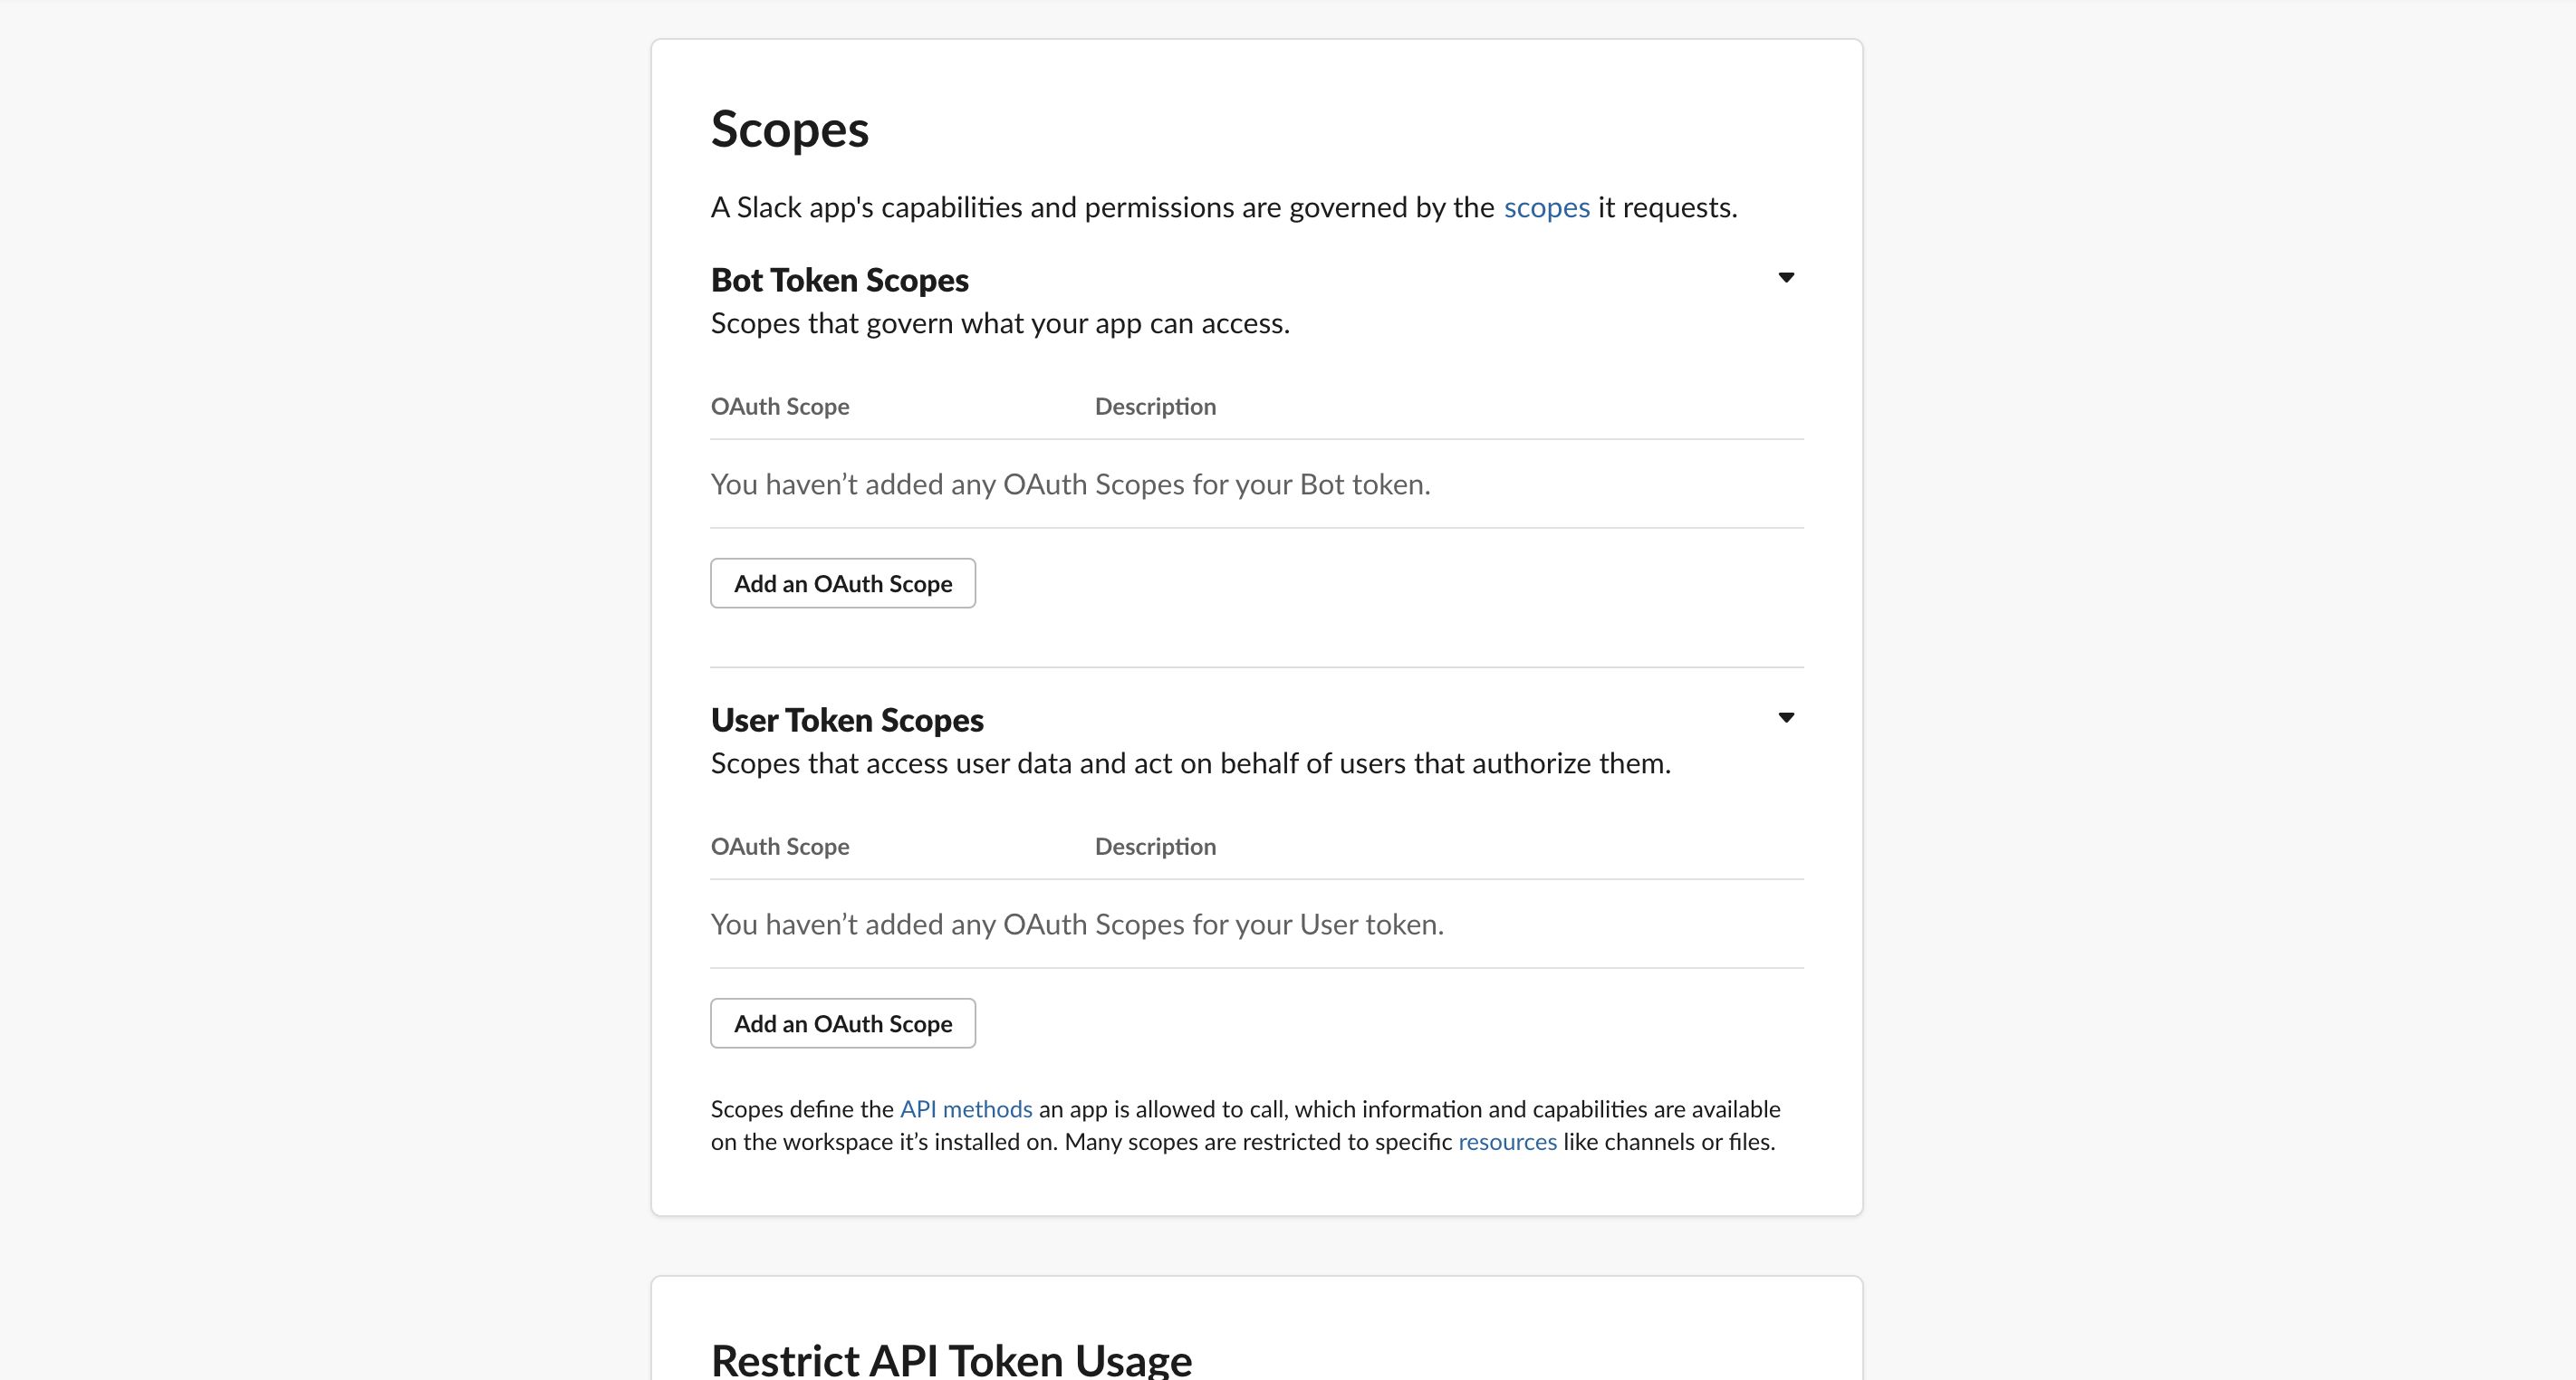 Scopes
A Slack app's capabilities and permissions are governed by the scopes it requests.
Bot Token Scopes
Scopes that govern what your app can access.
OAuth Scope Description
You haven’t added any OAuth Scopes for your Bot token.
Add an OAuth Scope
User Token Scopes
Scopes that access user data and act on behalf of users that authorize them.
OAuth Scope Description
You haven’t added any OAuth Scopes for your User token.
Add an OAuth Scope
Scopes define the API methods an app is allowed to call, which information and capabilities are available
on the workspace it’s installed on. Many scopes are restricted to specific resources like channels or files.
Restrict API Token Usage